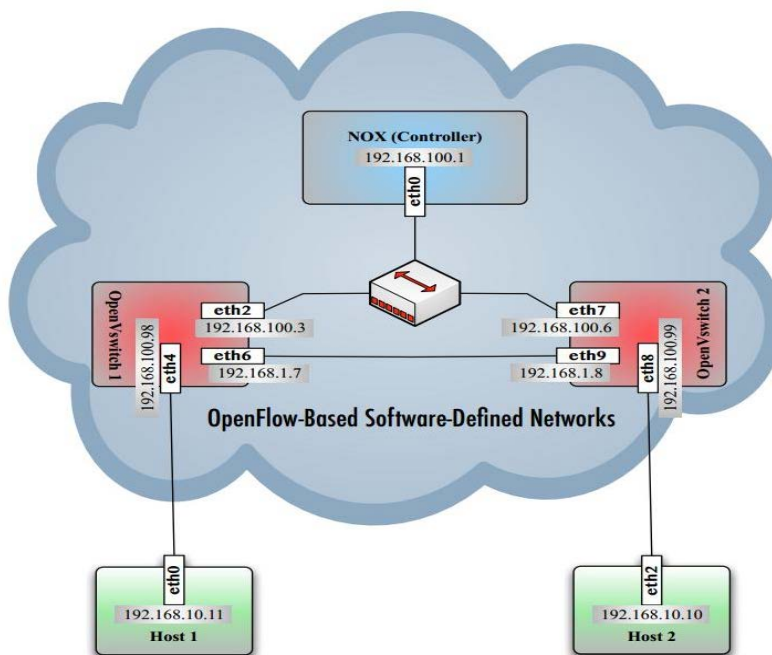 NOX (Controller)
192.168.100.1
eth0
OpenVswitch 1
eth2
192.168.100.3
192.168.100.98
eth4
eth6
192.168.1.7
eth7
192.168.100.6
eth9
192.168.1.8
eth8
192.168.100.99
OpenVswitch 2
OpenFlow-Based Software-Defined Networks
eth0
192.168.10.11
Host 1
eth2
192.168.10.10
Host 2